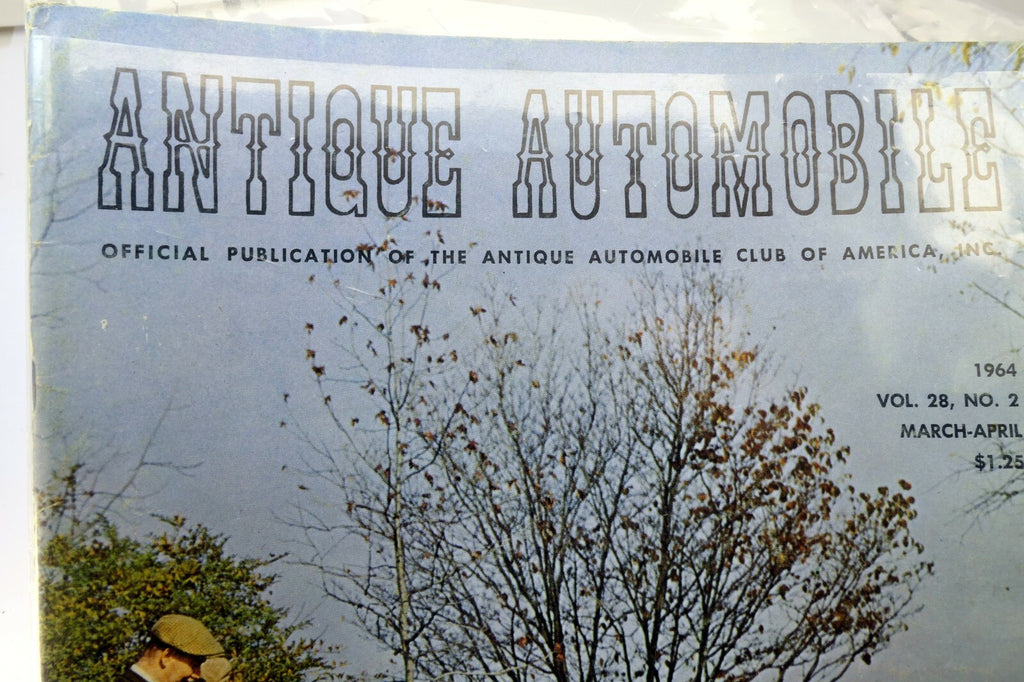 ANTIQUE AUTOMOBILE
OFFICIAL PUBLICATION OF THE ANTIQUE AUTOMOBILE CLUB OF AMERICA, INC.
1964
VOL. 28, NO. 2
MARCH-APRIL
$1.25